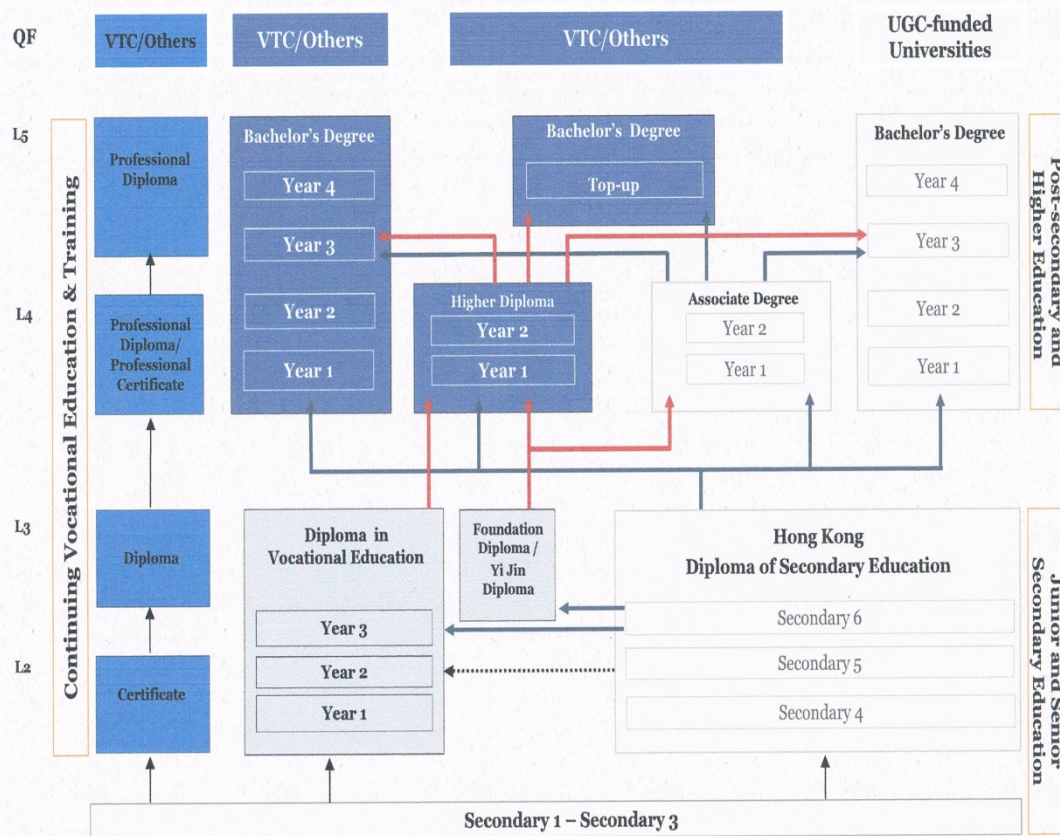 QF
VTC/Others
VTC/Others
VTC/Others
UGC-funded
Universities
L5
L4
L3
L2
Continuing Vocational Education & Training
Professional
Diploma
Professional
Diploma/
Professional
Certificate
Diploma
Certificate
Bachelor's Degree
Year 4
Year 3
Year 2
Year 1
Bachelor's Degree
Top-up
Higher Diploma
Year 2
Year 1
Associate Degree
Year 2
Year 1
Bachelor's Degree
Year 4
Year 3
Year 2
Year 1
Post-secondary and
Higher Education
Diploma in
Vocational Education
Year 3
Year 2
Year 1
Foundation
Diploma /
Yi Jin
Diploma
Hong Kong
Diploma of Secondary Education
Secondary 6
Secondary 5
Secondary 4
Junior and Senior
Secondary Education
Secondary 1 – Secondary 3